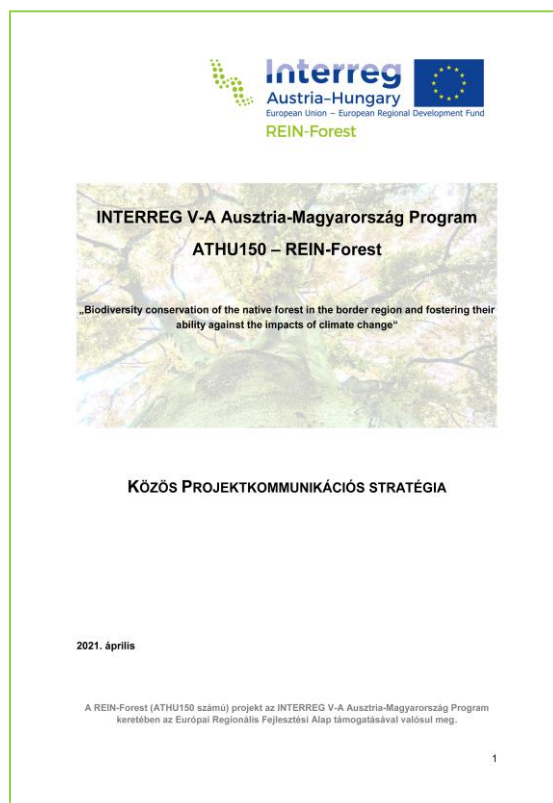 Interreg
Austria-Hungary
European Union – European Regional Development Fund
REIN-Forest
INTERREG V-A Ausztria-Magyarország Program
ATHU150 – REIN-Forest
„Biodiversity conservation of the native forest in the border region and fostering their
ability against the impacts of climate change“
KÖZÖS PROJEKTKOMMUNIKÁCIÓS STRATÉGIA
2021. április
A REIN-Forest (ATHU150 számú) projekt az INTERREG V-A Ausztria-Magyarország Program
keretében az Európai Regionális Fejlesztési Alap támogatásával valósul meg.
1